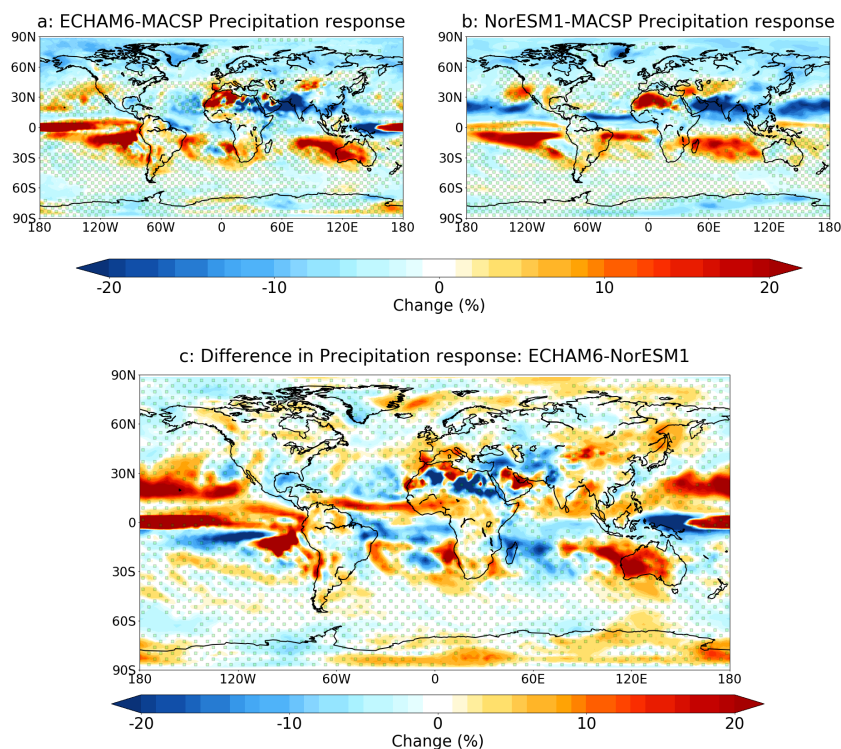 a: ECHAM6-MACSP Precipitation response
b: NorESM1-MACSP Precipitation response
90N
60N
30N
0
30S
60S
90S
180 120W 60W 0 60E 120E 180
90N
60N
30N
0
30S
60S
90S
180 120W 60W 0 60E 120E 180
-20 -10 0 10 20
Change (%)
c: Difference in Precipitation response: ECHAM6-NorESM1
90N
60N
30N
0
30S
60S
90S
180 120W 60W 0 60E 120E 180
-20 -10 0 10 20
Change (%)